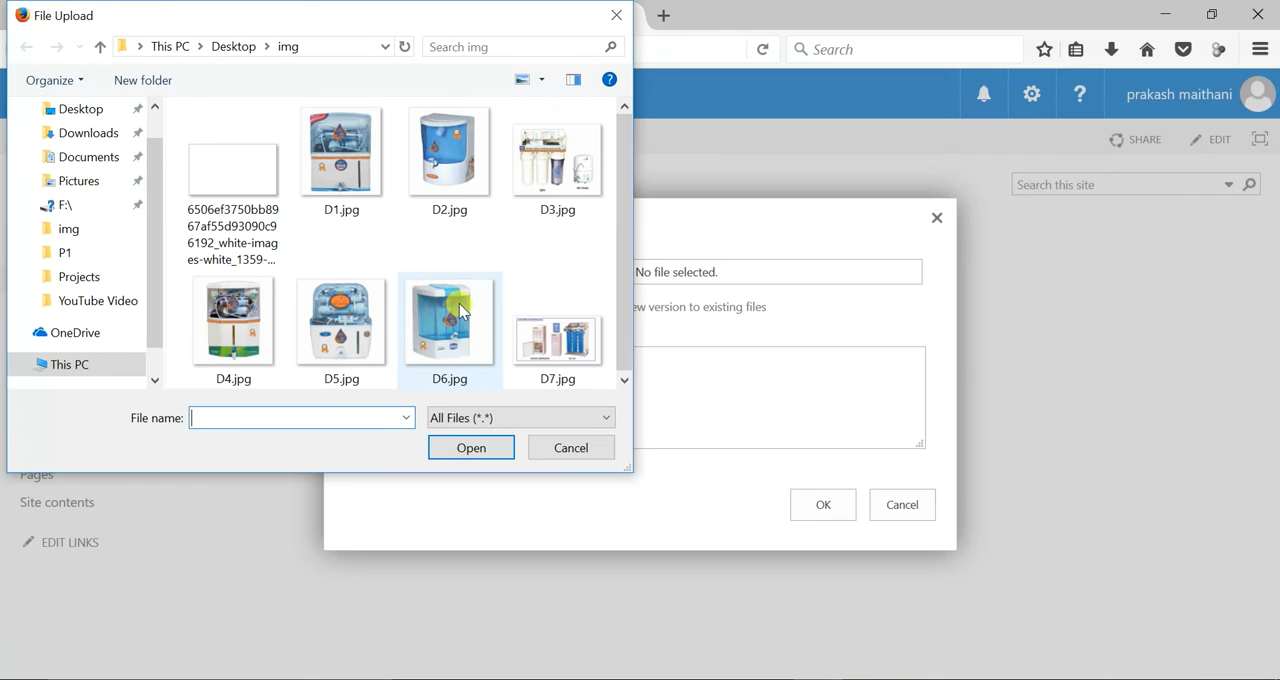 File Upload
This PC > Desktop > img
Search img
Search
Organize
New folder
prakash maithani
SHARE
EDIT
Search this site
Desktop
Downloads
Documents
Pictures
F:\
img
P1
Projects
YouTube Video
OneDrive
This PC
6506ef3750bb89
67af55d93090c9
6192_white-imag
es-white_1359-...
D1.jpg
D2.jpg
D3.jpg
D4.jpg
D5.jpg
D6.jpg
D7.jpg
File name:
All Files (*.*)
Open
Cancel
No file selected.
ew version to existing files
OK
Cancel
Pages
Site contents
EDIT LINKS